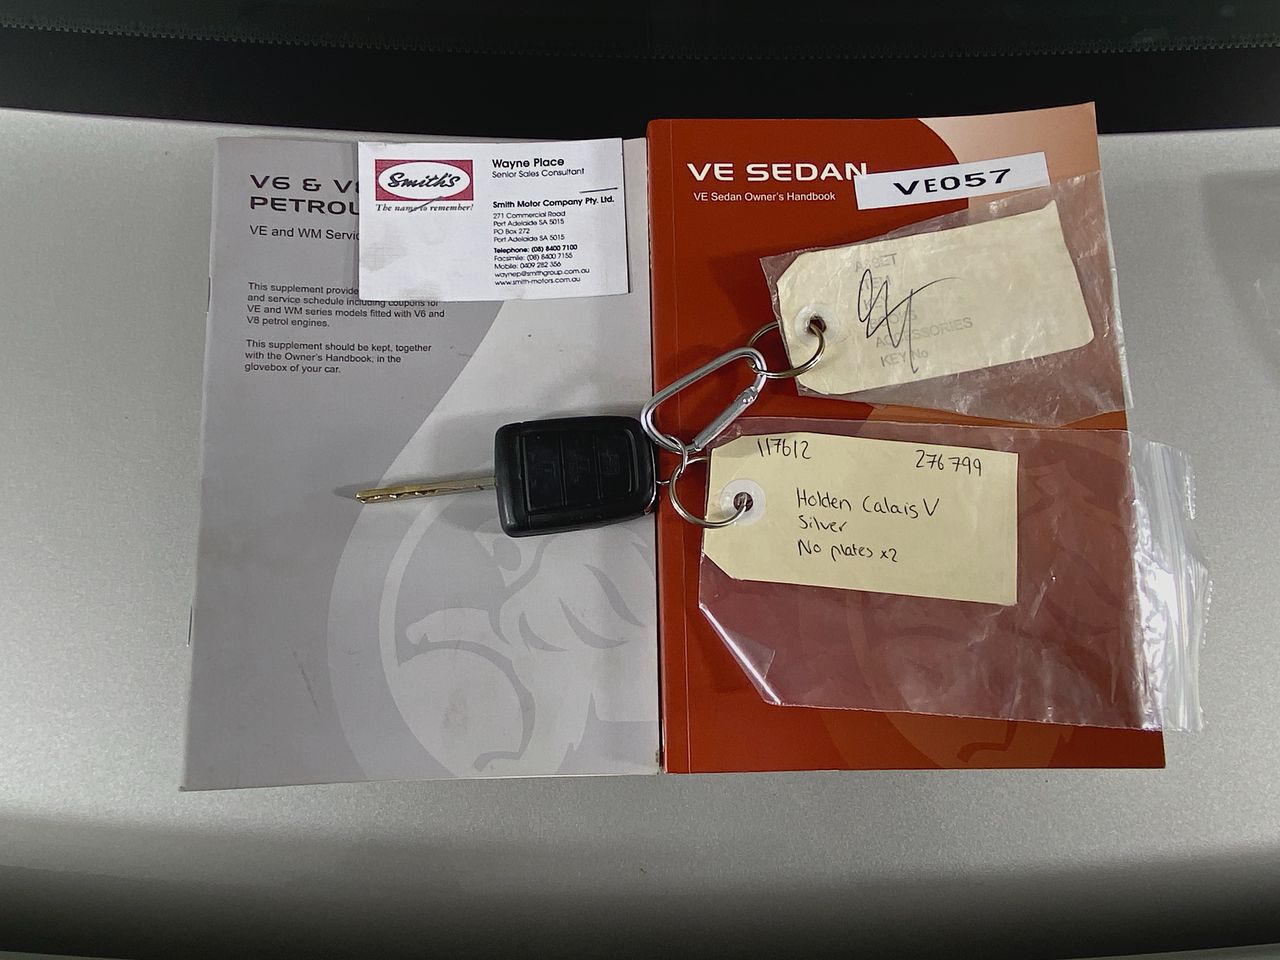 V6 & V8
PETROL
VE and WM Servic
This supplement provide
and service schedule including coupons for
VE and WM series models fitted with V6 and
V8 petrol engines.
This supplement should be kept, together
with the Owner's Handbook, in the
glovebox of your car.
Smith's
The name to remember!
Wayne Place
Senior Sales Consultant
Smith Motor Company Pty. Ltd.
271 Commercial Road
Port Adelaide SA 5015
PO Box 272
Port Adelaide SA 5015
Telephone: (08) 8400 7100
Facsimile: (08) 8400 7155
Mobile: 0409 282 356
waynep@smithgroup.com.au
www.smith-motors.com.au
VE SEDAN
VE Sedan Owner's Handbook
VE057
ASSET
ACCESSORIES
KEY No
117612
276799
Holden Calais V
Silver
No plates x2